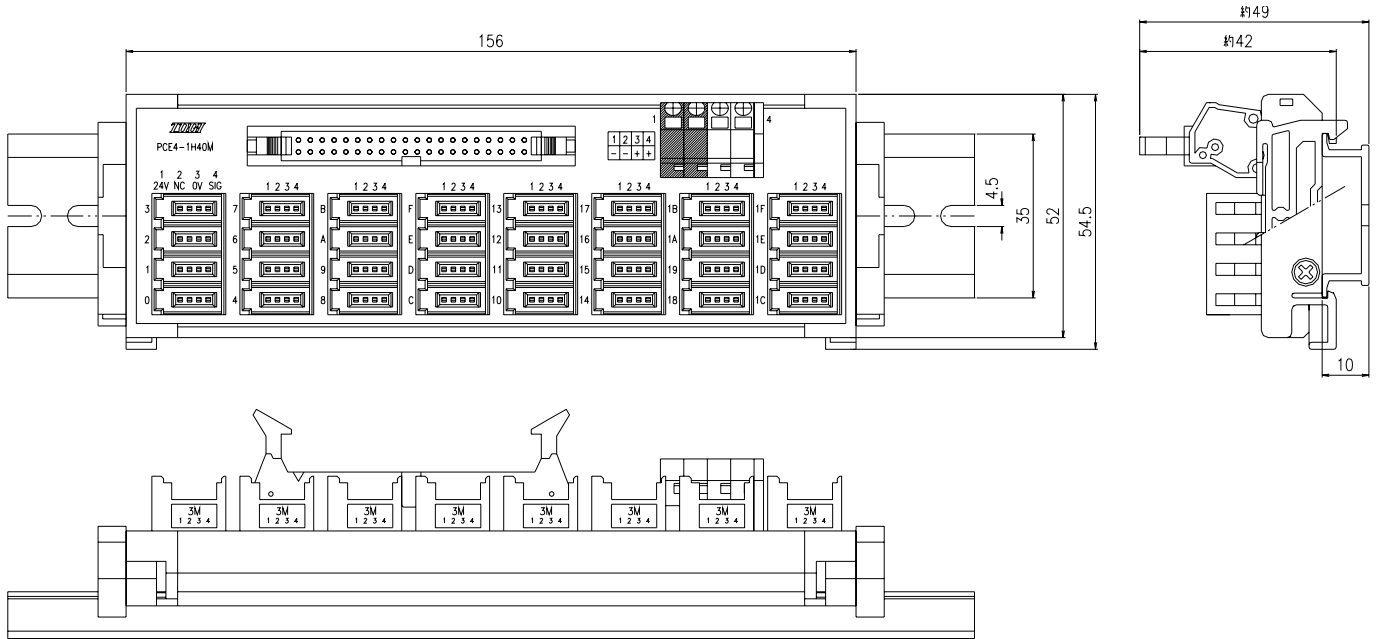 約49
156
約42
TOGI
1 4
PCE4-1H40M
1 2 3 4
- - + +
1 2 3 4
24V NC 0V SIG
1 2 3 4
1 2 3 4
1 2 3 4
1 2 3 4
1 2 3 4
1 2 3 4
1 2 3 4
3 7 B F 13 17 1B 1F
2 6 A E 12 16 1A 1E
1 5 9 D 11 15 19 1D
0 4 8 C 10 14 18 1C
4.5
35
52
54.5
10
3M 3M 3M 3M 3M 3M 3M 3M
1 2 3 4 1 2 3 4 1 2 3 4 1 2 3 4 1 2 3 4 1 2 3 4 1 2 3 4 1 2 3 4